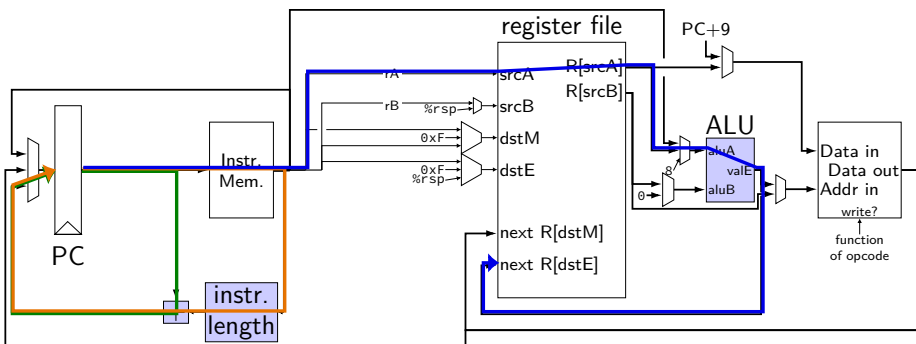 register file
PC+9
rA
srcA
R[srcA]
R[srcB]
rB
%rsp
srcB
0xF
dstM
0xF
%rsp
dstE
next R[dstM]
next R[dstE]
Instr.
Mem.
PC
instr.
length
+
ALU
aluA
valE
8
aluB
0
Data in
Data out
Addr in
write?
function
of opcode